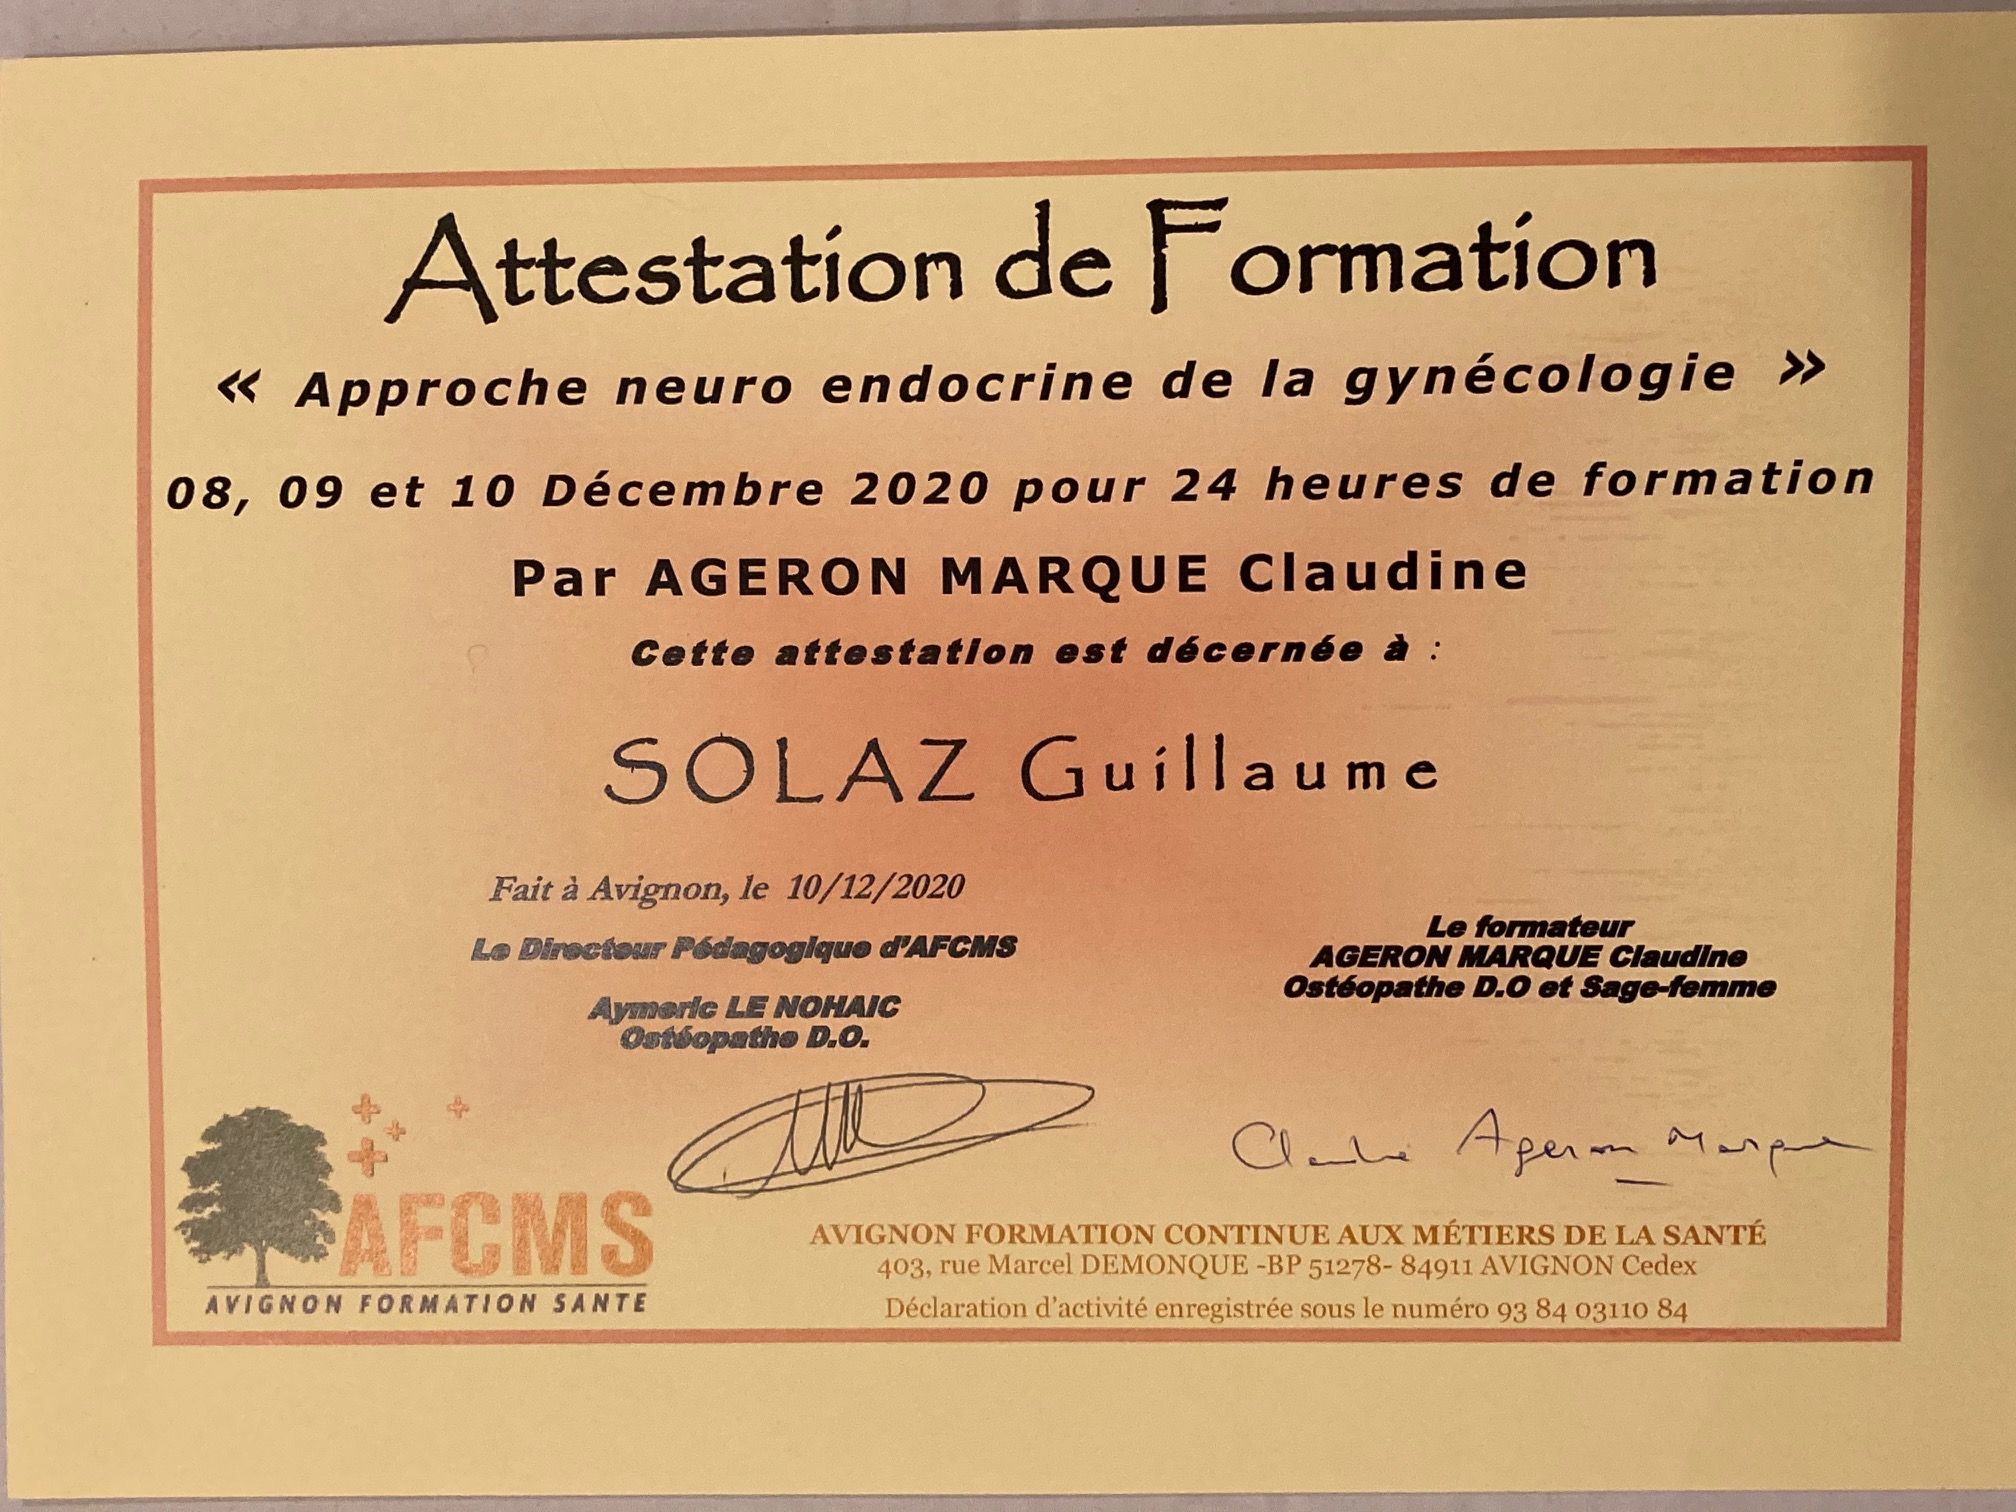 Attestation de Formation
« Approche neuro endocrine de la gynécologie »
08, 09 et 10 Décembre 2020 pour 24 heures de formation
Par AGERON MARQUE Claudine
Cette attestation est décernée à :
SOLAZ Guillaume
Fait à Avignon, le 10/12/2020
Le Directeur Pédagogique d'AFCMS
Aymeric LE NOHAIC
Ostéopathe D.O.
Le formateur
AGERON MARQUE Claudine
Ostéopathe D.O et Sage-femme
Claudine Ageron Marque
AFCMS
AVIGNON FORMATION SANTE
AVIGNON FORMATION CONTINUE AUX MÉTIERS DE LA SANTÉ
403, rue Marcel DEMONQUE -BP 51278- 84911 AVIGNON Cedex
Déclaration d'activité enregistrée sous le numéro 93 84 03110 84